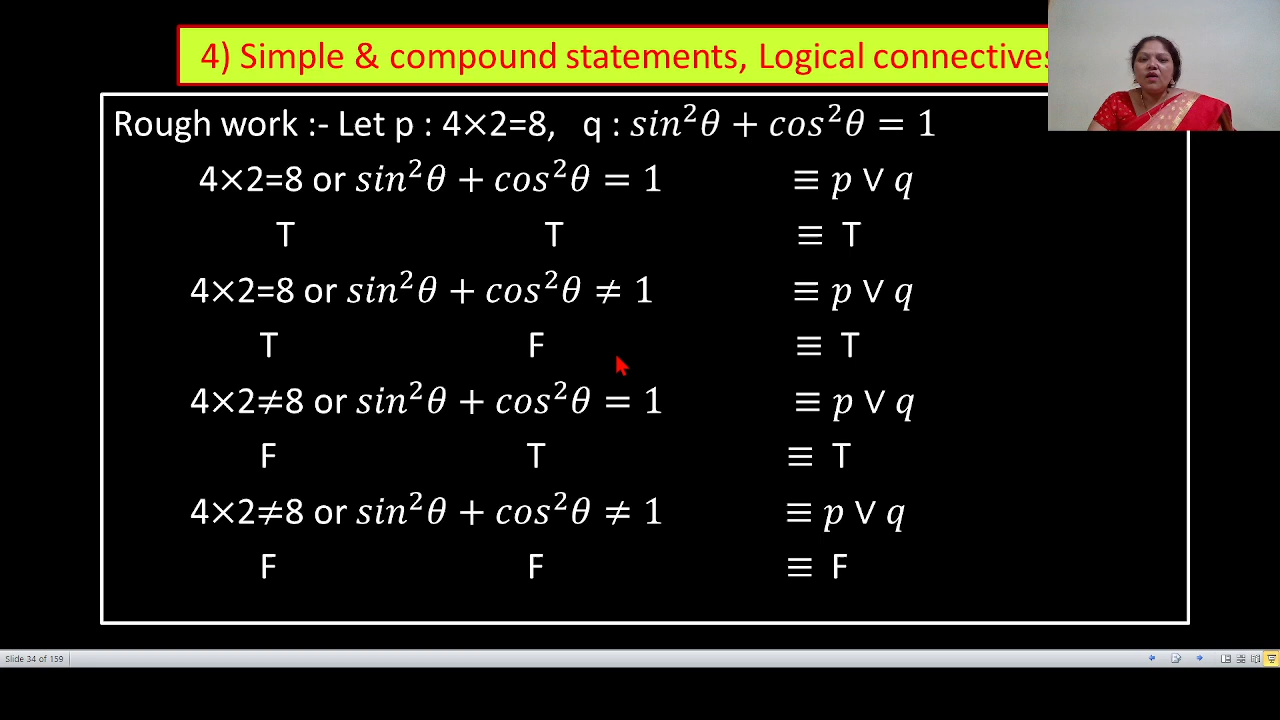 4) Simple & compound statements, Logical connectives
Rough work :- Let p : 4×2=8, q : 𝑠𝑖𝑛²𝜃 + 𝑐𝑜𝑠²𝜃 = 1
4×2=8 or 𝑠𝑖𝑛²𝜃 + 𝑐𝑜𝑠²𝜃 = 1 ≡ 𝑝 ∨ 𝑞
T T ≡ T
4×2=8 or 𝑠𝑖𝑛²𝜃 + 𝑐𝑜𝑠²𝜃 ≠ 1 ≡ 𝑝 ∨ 𝑞
T F ≡ T
4×2≠8 or 𝑠𝑖𝑛²𝜃 + 𝑐𝑜𝑠²𝜃 = 1 ≡ 𝑝 ∨ 𝑞
F T ≡ T
4×2≠8 or 𝑠𝑖𝑛²𝜃 + 𝑐𝑜𝑠²𝜃 ≠ 1 ≡ 𝑝 ∨ 𝑞
F F ≡ F
Slide 34 of 159